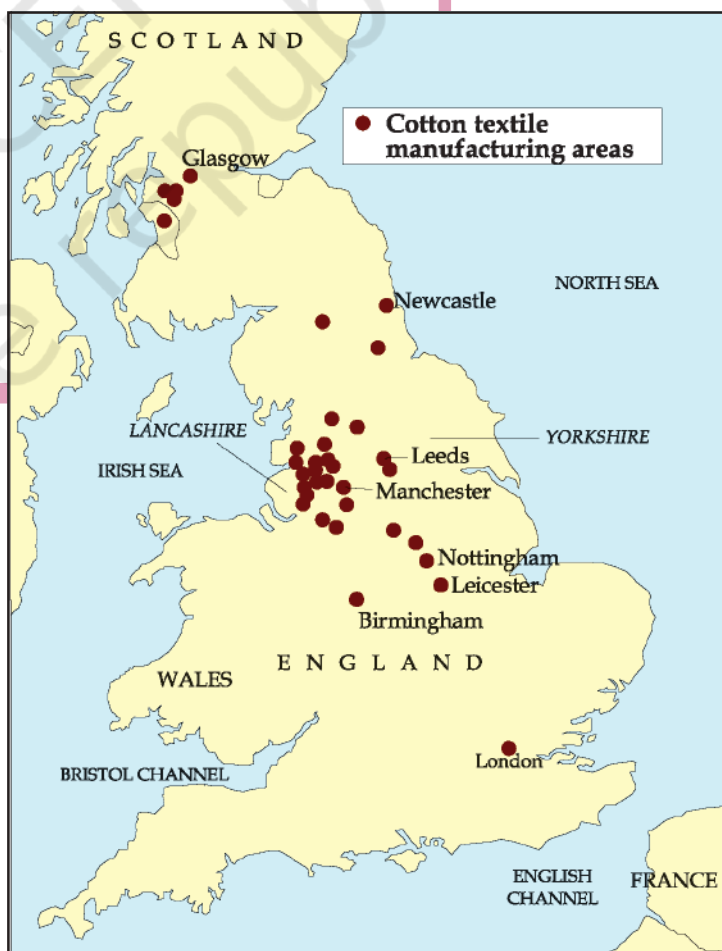 SCOTLAND
Cotton textile
manufacturing areas
Glasgow
NORTH SEA
Newcastle
LANCASHIRE
YORKSHIRE
Leeds
IRISH SEA
Manchester
Nottingham
Leicester
Birmingham
ENGLAND
WALES
London
BRISTOL CHANNEL
ENGLISH
CHANNEL
FRANCE